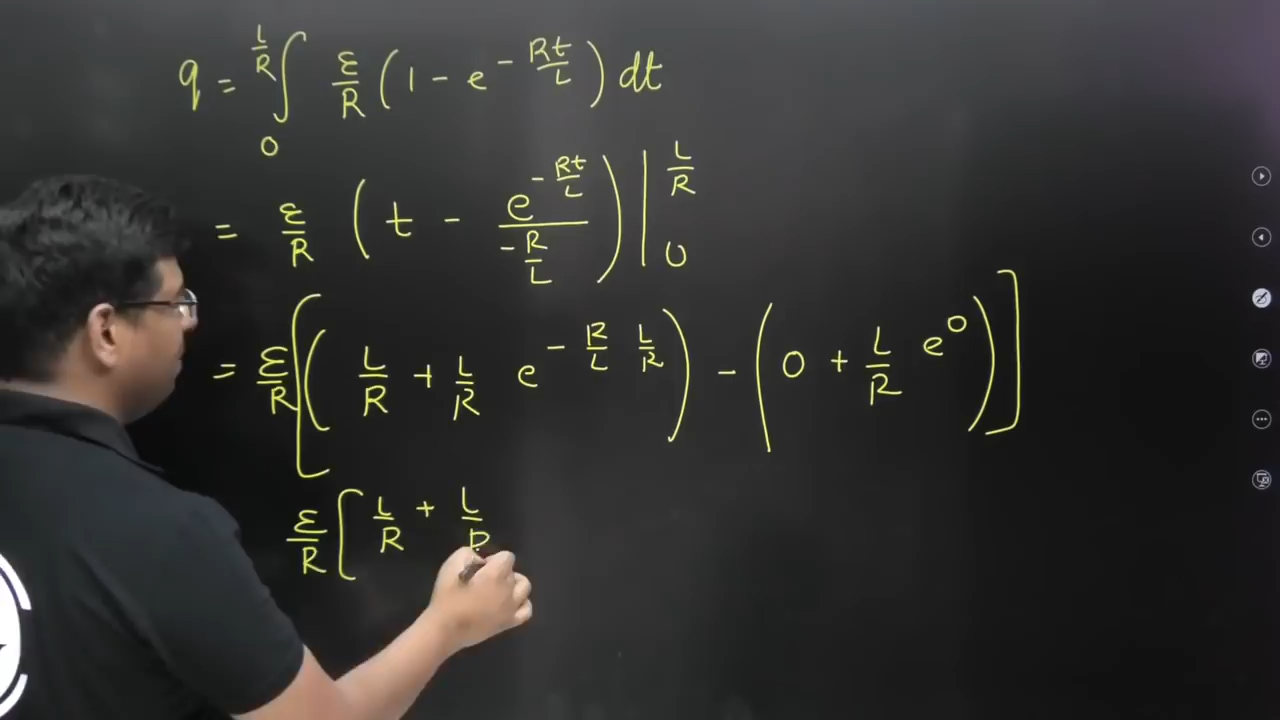 q = ∫₀^{L/R} ε/R (1 - e^{-Rt/L}) dt
= ε/R (t - e^{-Rt/L} / (-R/L)) |₀^{L/R}
= ε/R [(L/R + L/R e^{-R/L L/R}) - (0 + L/R e⁰)]
ε/R [L/R + L/R